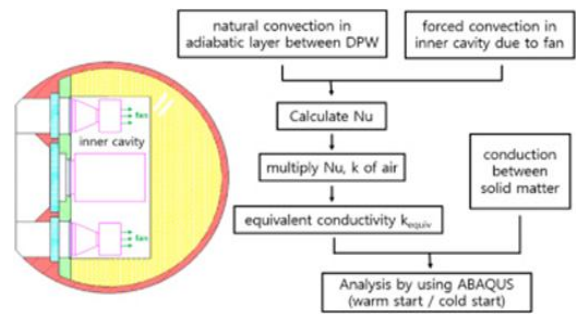 natural convection in
adiabatic layer between DPW
forced convection in
inner cavity due to fan
Calculate Nu
multiply Nu, k of air
equivalent conductivity kequiv
conduction
between
solid matter
Analysis by using ABAQUS
(warm start / cold start)
fan
inner cavity
fan